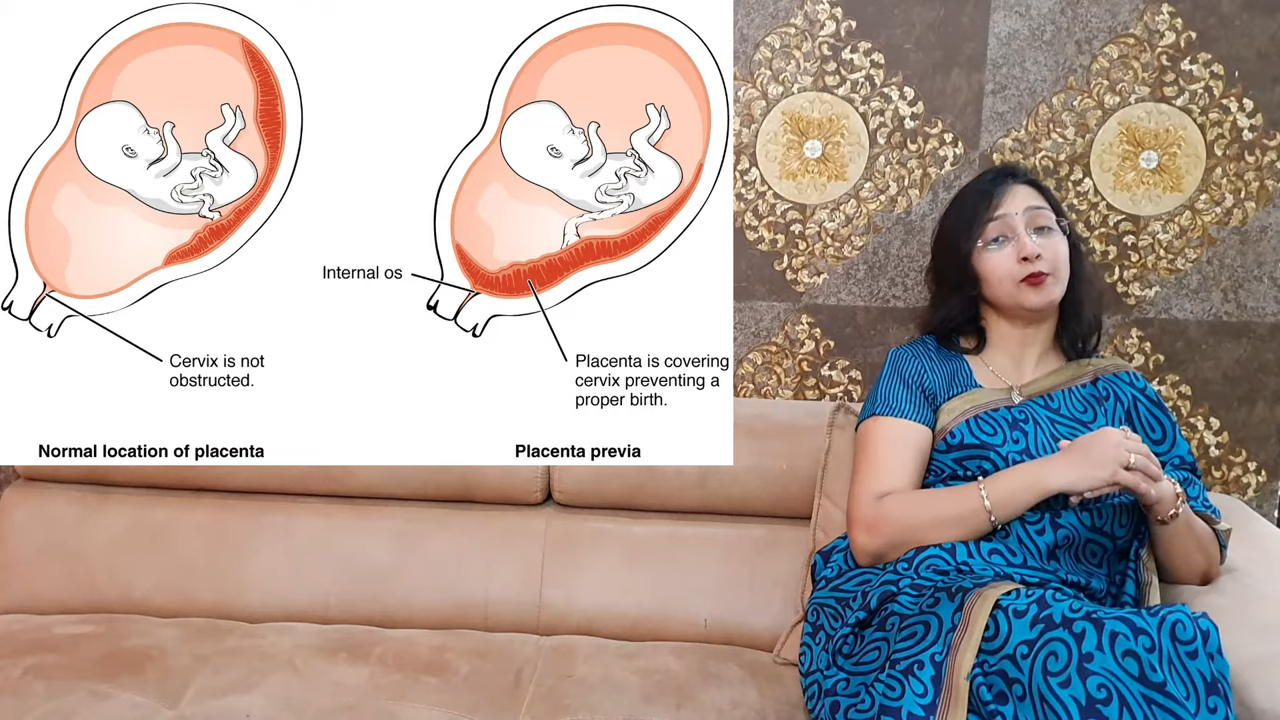 Internal os
Cervix is not
obstructed.
Placenta is covering
cervix preventing a
proper birth.
Normal location of placenta
Placenta previa